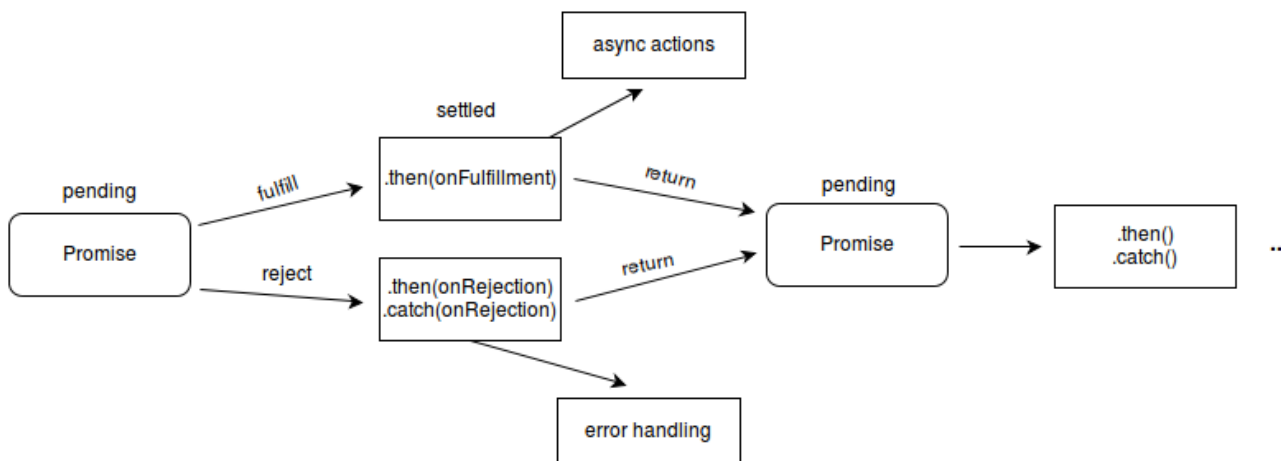 async actions
settled
.then(onFulfillment)
fulfill
return
pending
Promise
pending
Promise
.then()
.catch()
..
reject
.then(onRejection)
.catch(onRejection)
return
error handling